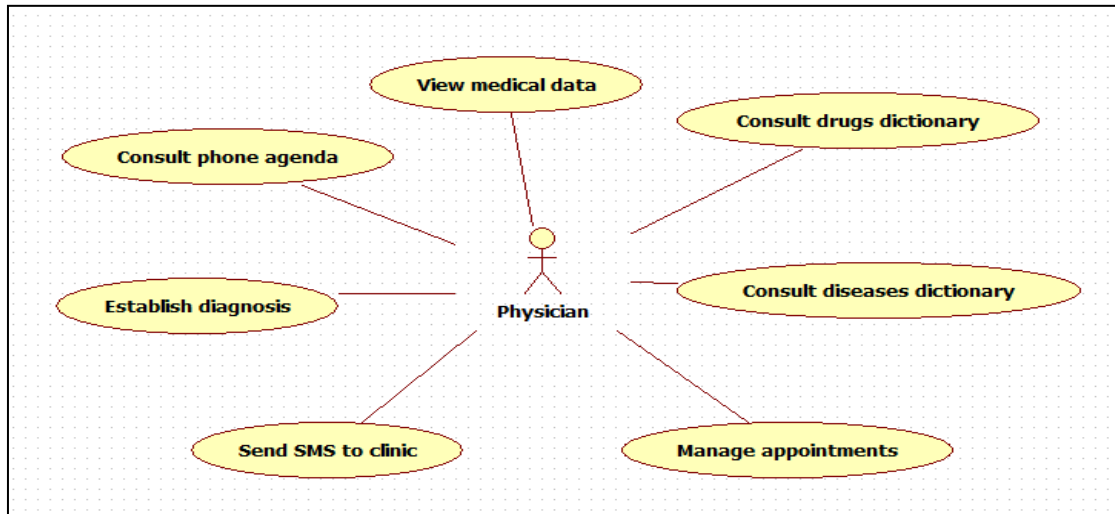 View medical data
Consult drugs dictionary
Consult phone agenda
Establish diagnosis
Physician
Consult diseases dictionary
Send SMS to clinic
Manage appointments